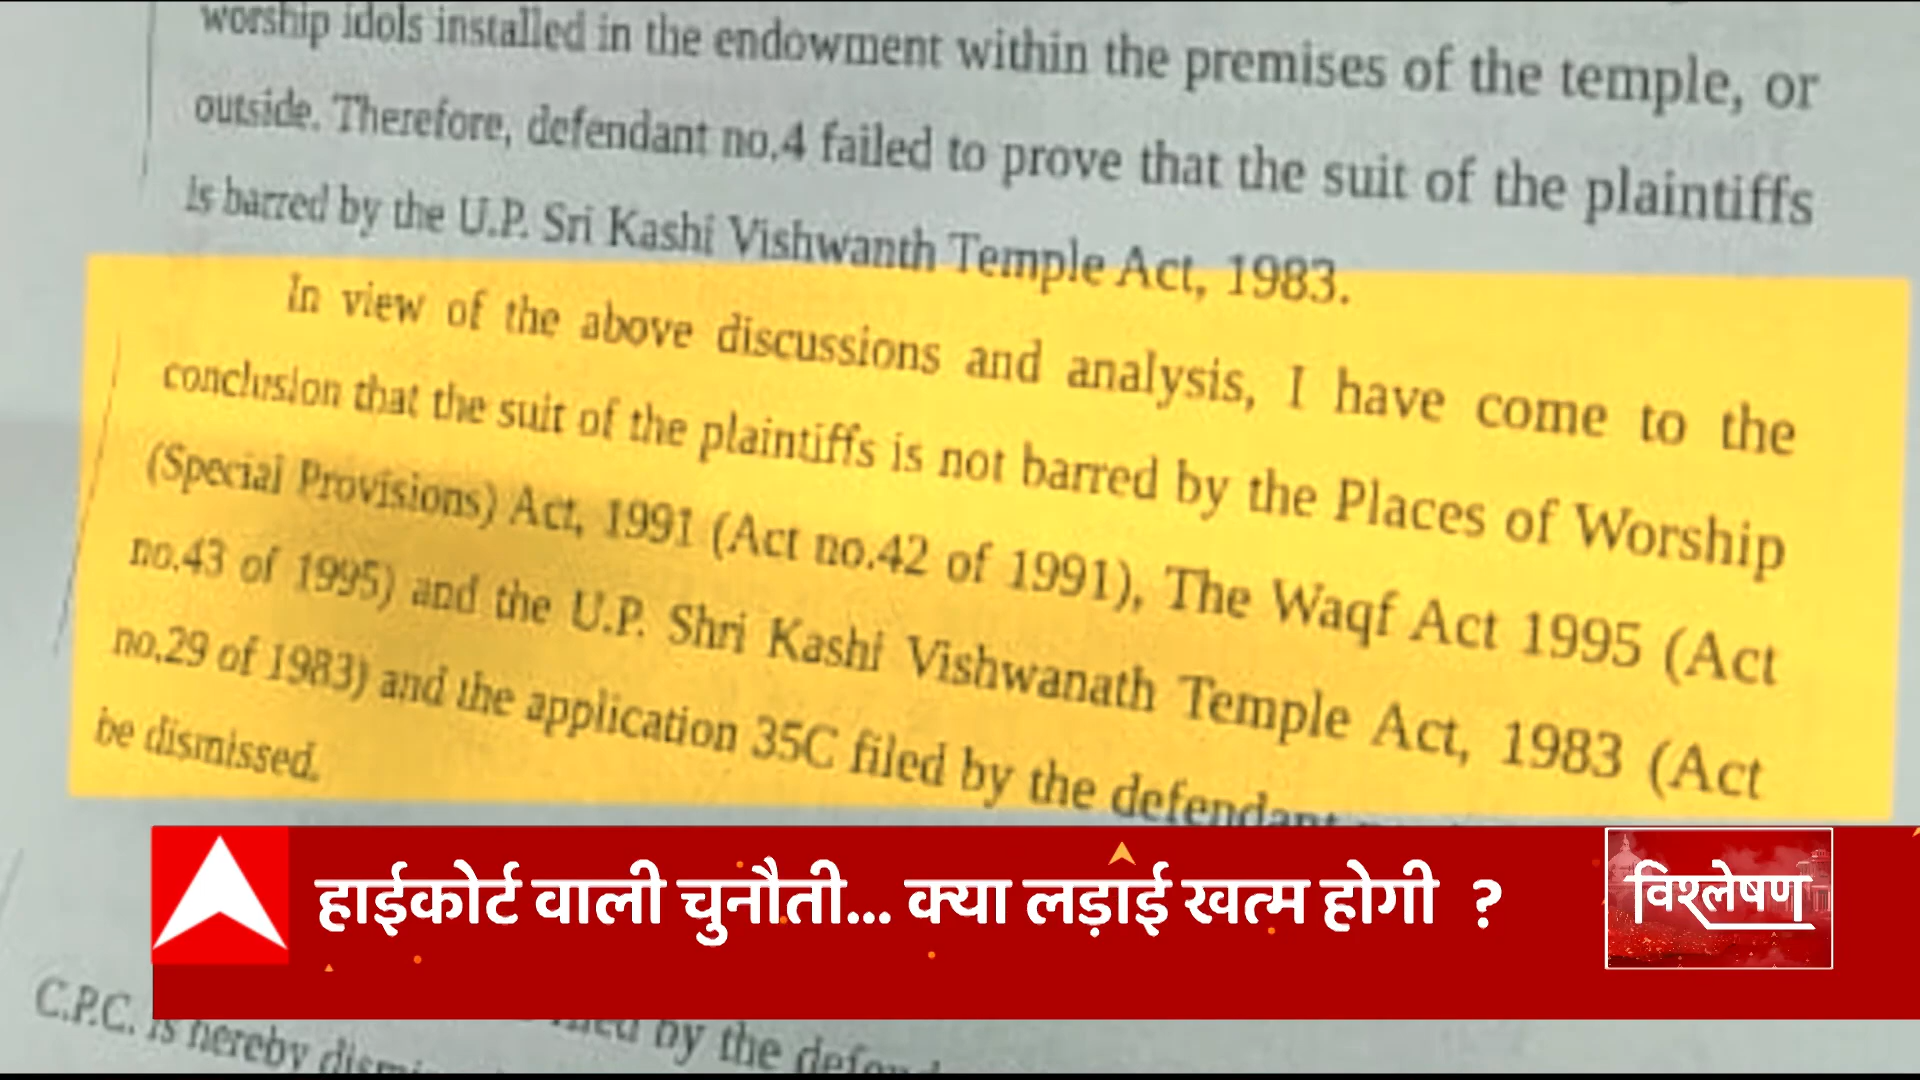 worship idols installed in the endowment within the premises of the temple, or
outside. Therefore, defendant no.4 failed to prove that the suit of the plaintiffs
is barred by the U.P. Sri Kashi Vishwanth Temple Act, 1983.
In view of the above discussions and analysis, I have come to the
conclusion that the suit of the plaintiffs is not barred by the Places of Worship
(Special Provisions) Act, 1991 (Act no.42 of 1991), The Waqf Act 1995 (Act
no.43 of 1995) and the U.P. Shri Kashi Vishwanath Temple Act, 1983 (Act
no.29 of 1983) and the application 35C filed by the defendant
be dismissed.
हाईकोर्ट वाली चुनौती... क्या लड़ाई खत्म होगी ?
विश्लेषण
by the
C.P.C. is hereby